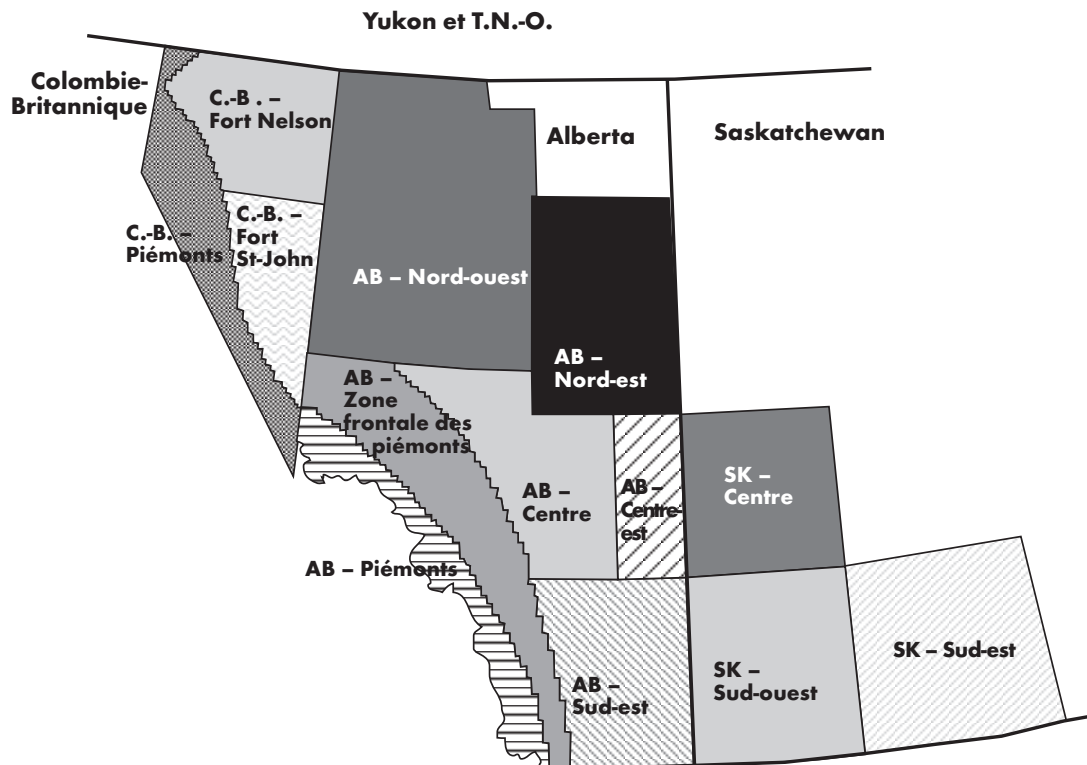 Yukon et T.N.-O.
Colombie-
Britannique
C.-B . –
Fort Nelson
Alberta
Saskatchewan
C.-B. –
Piémonts
C.-B. –
Fort
St-John
AB – Nord-ouest
AB –
Nord-est
AB –
Zone
frontale des
piémonts
AB –
Centre
AB –
Centre-
est
SK –
Centre
AB – Piémonts
AB –
Sud-est
SK –
Sud-ouest
SK – Sud-est